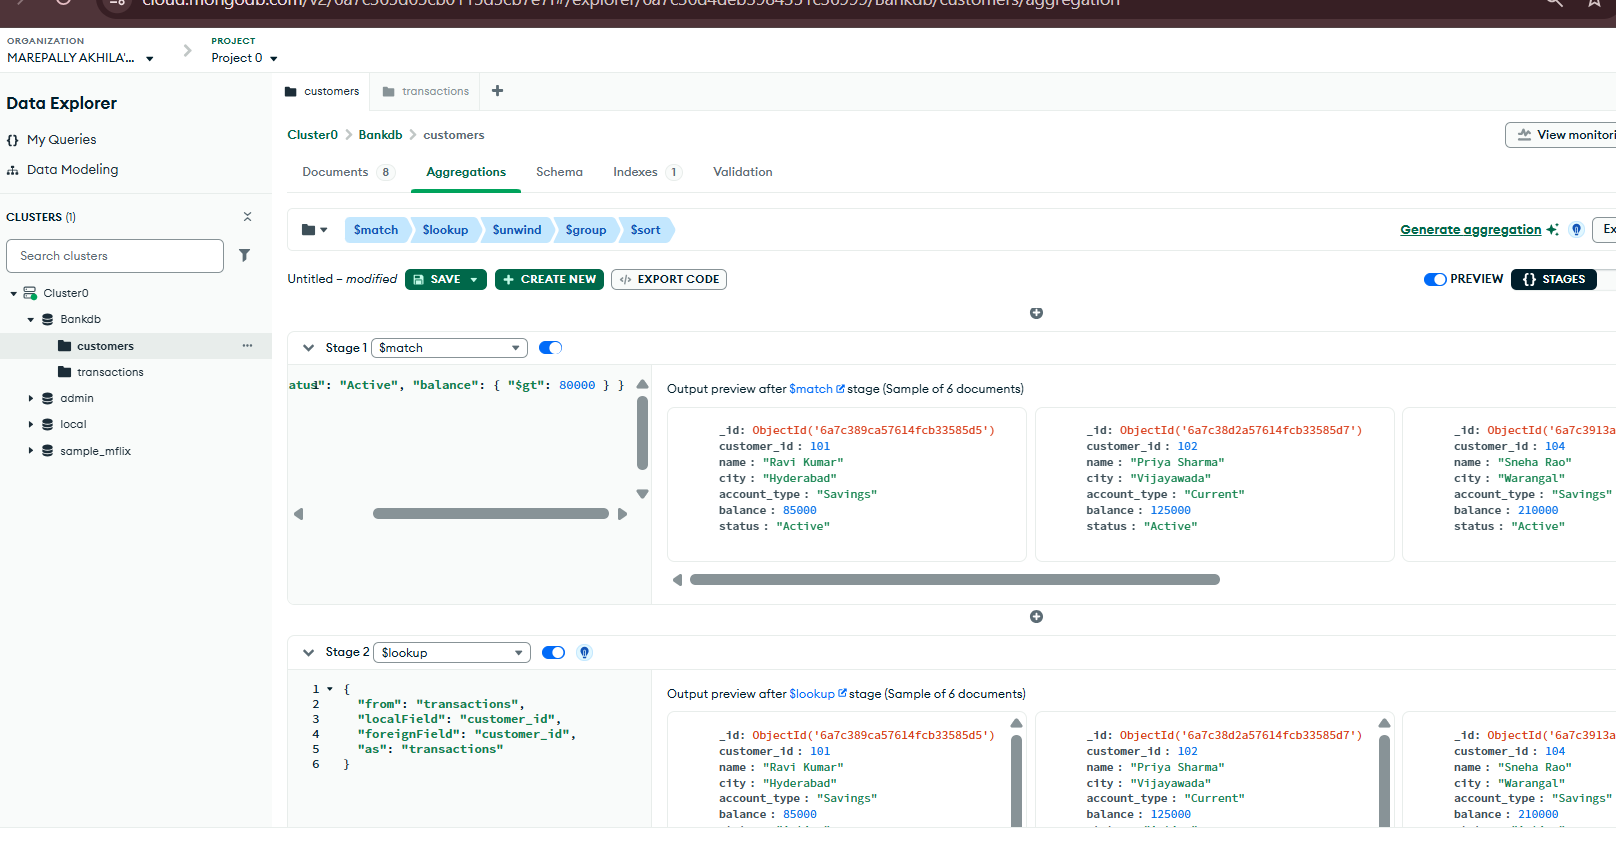 ORGANIZATION
MAREPALLY AKHILA'...
PROJECT
Project 0
Data Explorer
My Queries
Data Modeling
CLUSTERS (1)
Search clusters
Cluster0
Bankdb
customers
transactions
admin
local
sample_mflix
customers
transactions
Cluster0 > Bankdb > customers
View monitori
Documents 8
Aggregations
Schema
Indexes 1
Validation
$match
$lookup
$unwind
$group
$sort
Generate aggregation
Ex
Untitled – modified
SAVE
+ CREATE NEW
</> EXPORT CODE
PREVIEW
{} STAGES
Stage 1 $match
atus": "Active", "balance": { "$gt": 80000 } }
Output preview after $match stage (Sample of 6 documents)
_id: ObjectId('6a7c389ca57614fcb33585d5')
customer_id : 101
name : "Ravi Kumar"
city : "Hyderabad"
account_type : "Savings"
balance : 85000
status : "Active"
_id: ObjectId('6a7c38d2a57614fcb33585d7')
customer_id : 102
name : "Priya Sharma"
city : "Vijayawada"
account_type : "Current"
balance : 125000
status : "Active"
_id: ObjectId('6a7c3913a
customer_id : 104
name : "Sneha Rao"
city : "Warangal"
account_type : "Savings"
balance : 210000
status : "Active"
Stage 2 $lookup
1 {
2 "from": "transactions",
3 "localField": "customer_id",
4 "foreignField": "customer_id",
5 "as": "transactions"
6 }
Output preview after $lookup stage (Sample of 6 documents)
_id: ObjectId('6a7c389ca57614fcb33585d5')
customer_id : 101
name : "Ravi Kumar"
city : "Hyderabad"
account_type : "Savings"
balance : 85000
_id: ObjectId('6a7c38d2a57614fcb33585d7')
customer_id : 102
name : "Priya Sharma"
city : "Vijayawada"
account_type : "Current"
balance : 125000
_id: ObjectId('6a7c3913a
customer_id : 104
name : "Sneha Rao"
city : "Warangal"
account_type : "Savings"
balance : 210000